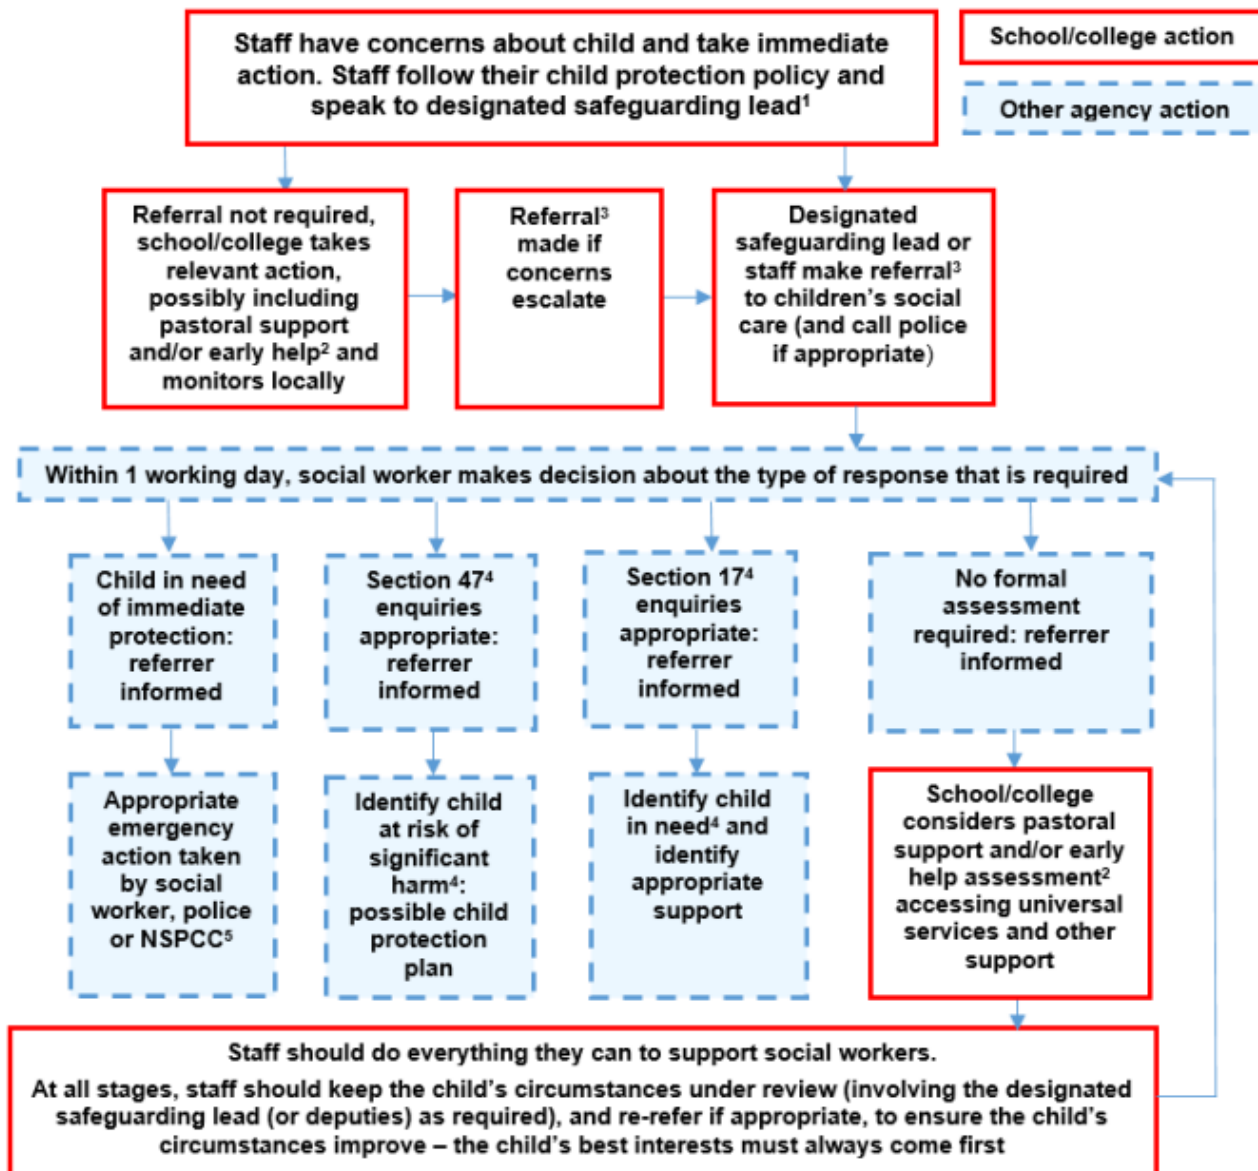 Staff have concerns about child and take immediate
action. Staff follow their child protection policy and
speak to designated safeguarding lead¹
School/college action
Other agency action
Referral not required,
school/college takes
relevant action,
possibly including
pastoral support
and/or early help² and
monitors locally
Referral³
made if
concerns
escalate
Designated
safeguarding lead or
staff make referral³
to children’s social
care (and call police
if appropriate)
Within 1 working day, social worker makes decision about the type of response that is required
Child in need
of immediate
protection:
referrer
informed
Section 47⁴
enquiries
appropriate:
referrer
informed
Section 17⁴
enquiries
appropriate:
referrer
informed
No formal
assessment
required: referrer
informed
Appropriate
emergency
action taken
by social
worker, police
or NSPCC⁵
Identify child
at risk of
significant
harm⁴:
possible child
protection
plan
Identify child
in need⁴ and
identify
appropriate
support
School/college
considers pastoral
support and/or early
help assessment²
accessing universal
services and other
support
Staff should do everything they can to support social workers.
At all stages, staff should keep the child’s circumstances under review (involving the designated
safeguarding lead (or deputies) as required), and re-refer if appropriate, to ensure the child’s
circumstances improve – the child’s best interests must always come first